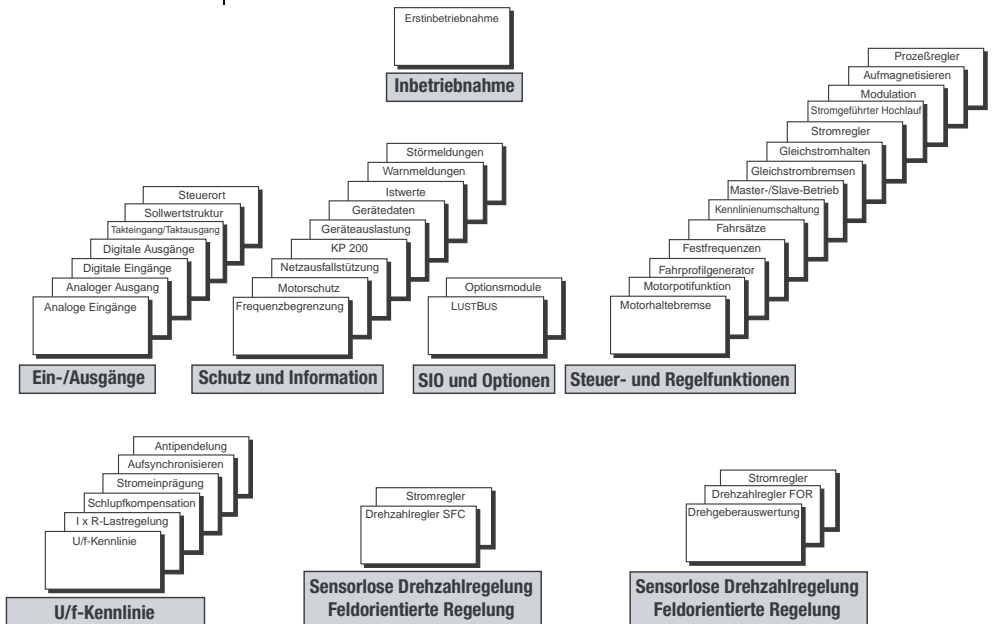 Erstinbetriebnahme
Inbetriebnahme
Steuerort
Sollwertstruktur
Takteingang/Taktausgang
Digitale Ausgänge
Digitale Eingänge
Analoger Ausgang
Analoge Eingänge
Ein-/Ausgänge
Störmeldungen
Warnmeldungen
Istwerte
Gerätedaten
Geräteauslastung
KP 200
Netzausfallstützung
Motorschutz
Frequenzbegrenzung
Schutz und Information
Optionsmodule
LUSTBUS
SIO und Optionen
Prozeßregler
Aufmagnetisieren
Modulation
Stromgeführter Hochlauf
Stromregler
Gleichstromhalten
Gleichstrombremsen
Master-/Slave-Betrieb
Kennlinienumschaltung
Fahrsätze
Festfrequenzen
Fahrprofilgenerator
Motorpotifunktion
Motorhaltebremse
Steuer- und Regelfunktionen
Antipendelung
Aufsynchronisieren
Stromeinprägung
Schlupfkompensation
I x R-Lastregelung
U/f-Kennlinie
U/f-Kennlinie
Stromregler
Drehzahlregler SFC
Sensorlose Drehzahlregelung
Feldorientierte Regelung
Stromregler
Drehzahlregler FOR
Drehgeberauswertung
Sensorlose Drehzahlregelung
Feldorientierte Regelung